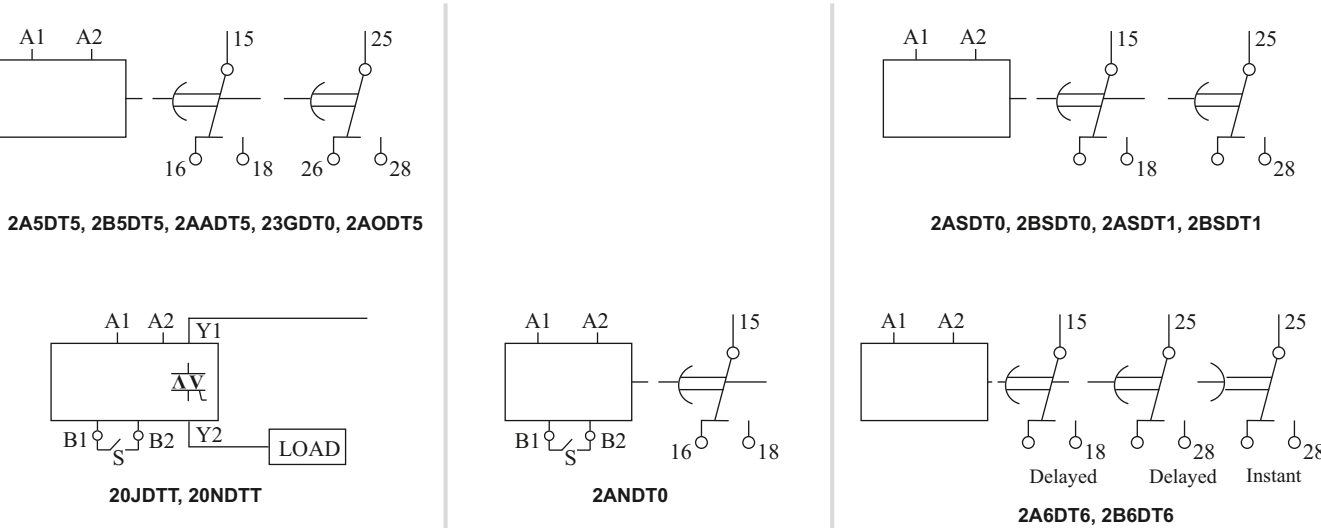 A1 A2 15 25
16 18 26 28
2A5DT5, 2B5DT5, 2AADT5, 23GDT0, 2AODT5
A1 A2 15 25
18 28
2ASDT0, 2BSDT0, 2ASDT1, 2BSDT1
A1 A2 Y1
B1 S B2 Y2 LOAD
20JDTT, 20NDTT
A1 A2 15
B1 S B2 16 18
2ANDT0
A1 A2 15 25 25
18 28 28
Delayed Delayed Instant
2A6DT6, 2B6DT6